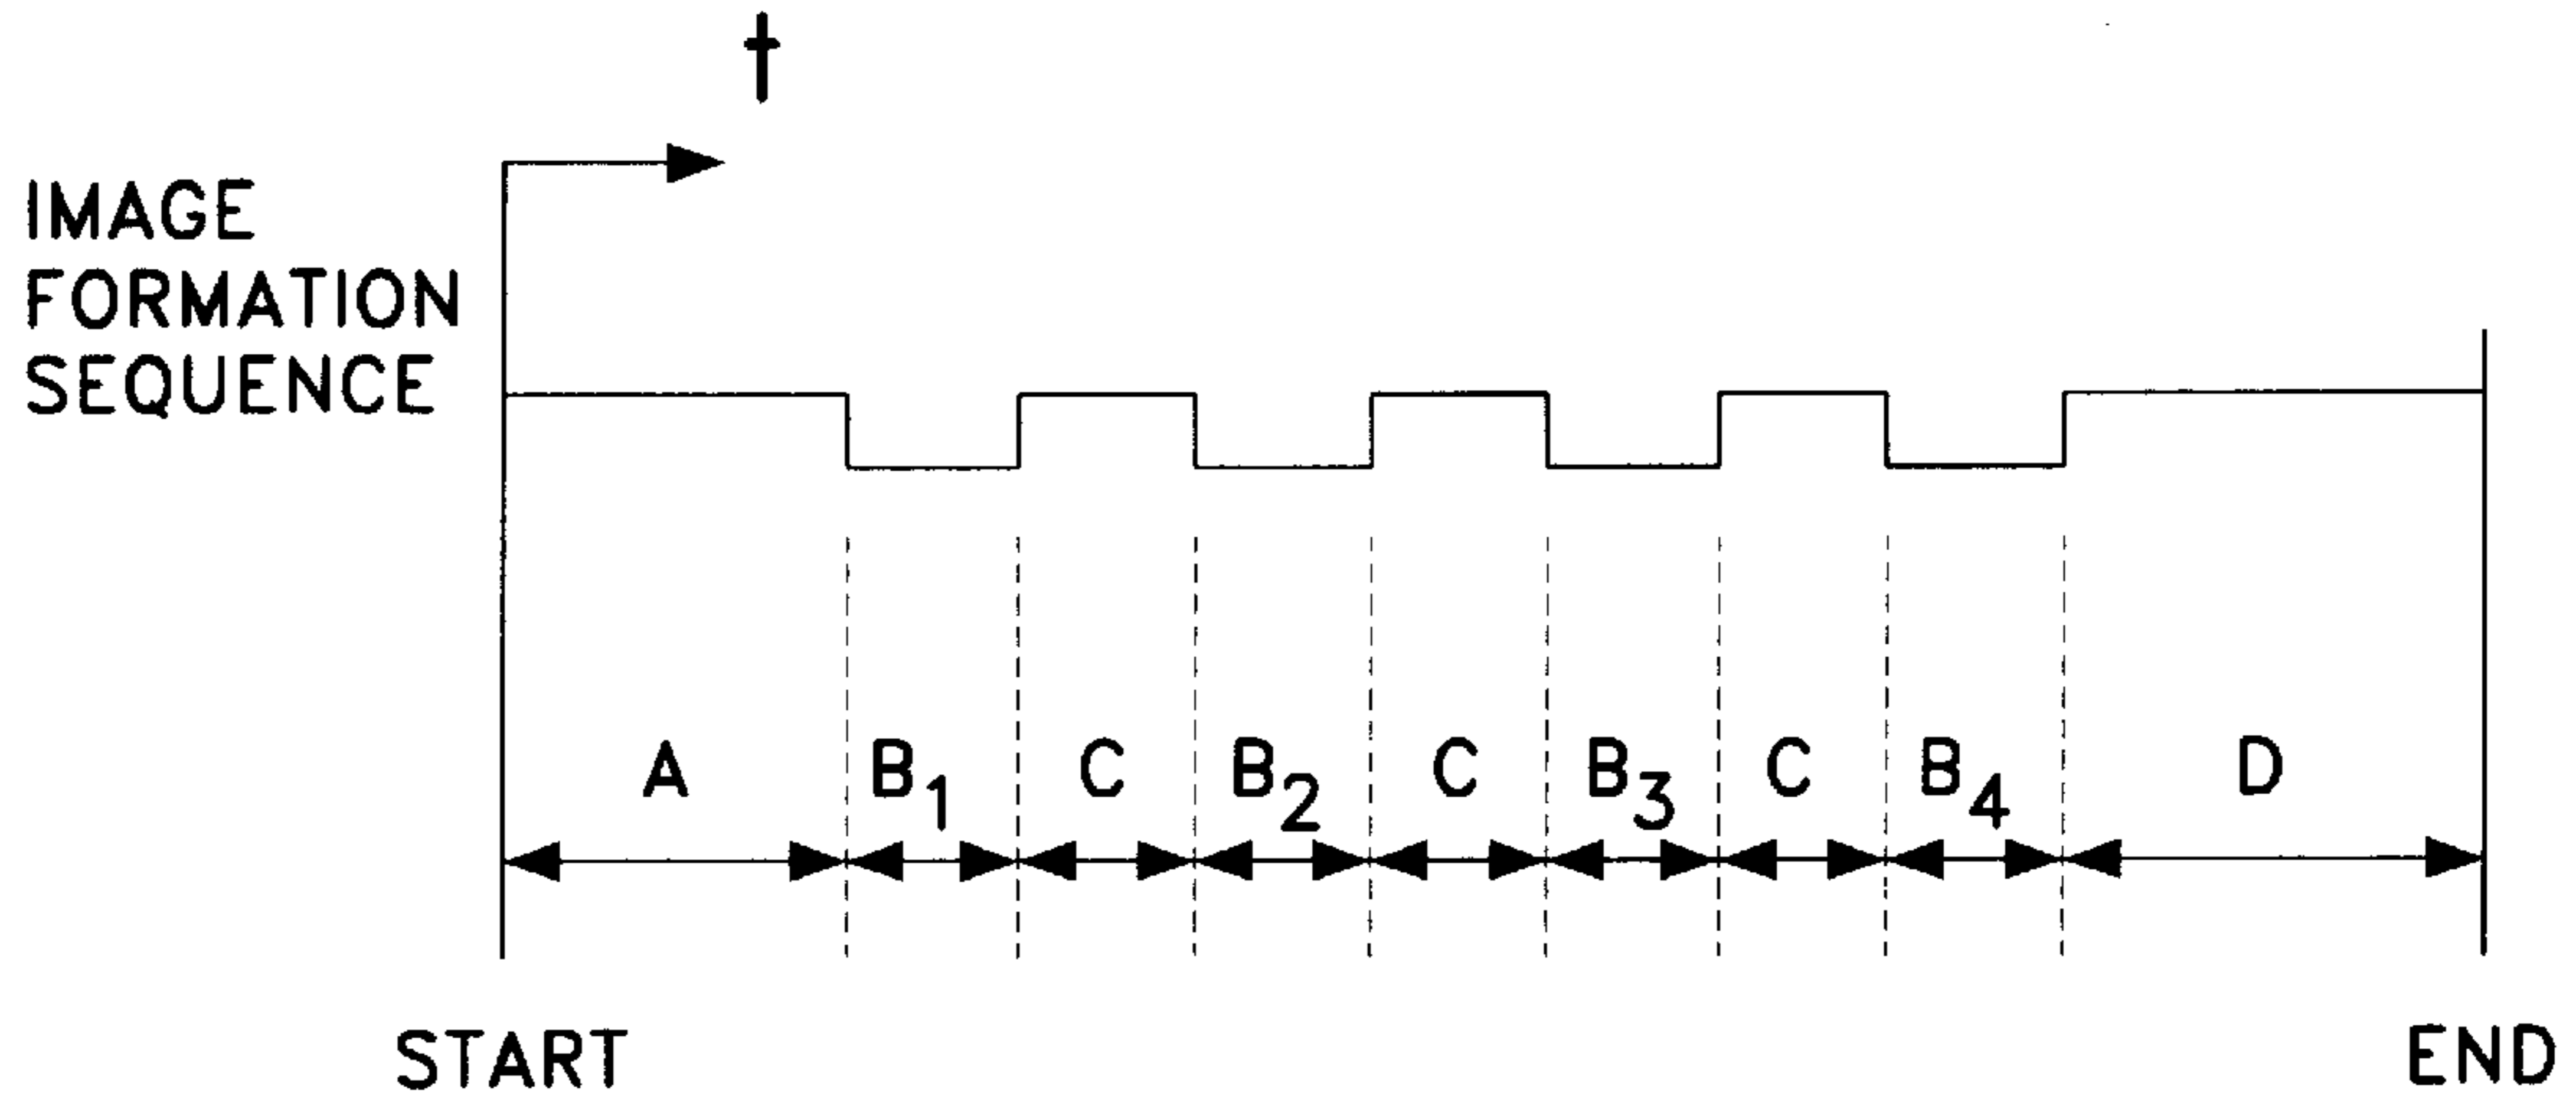 t
IMAGE
FORMATION
SEQUENCE
A B1 C B2 C B3 C B4 D
START END